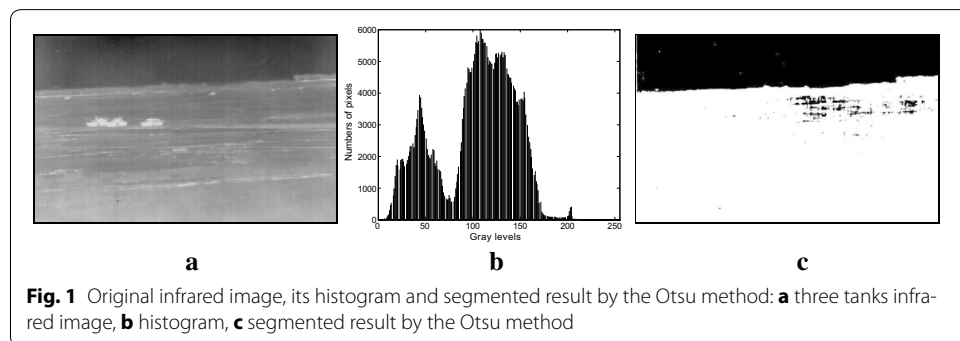 6000
5000
4000
3000
2000
1000
0
Numbers of pixels
0 50 100 150 200 250
Gray levels
a b c
Fig. 1 Original infrared image, its histogram and segmented result by the Otsu method: a three tanks infra-
red image, b histogram, c segmented result by the Otsu method